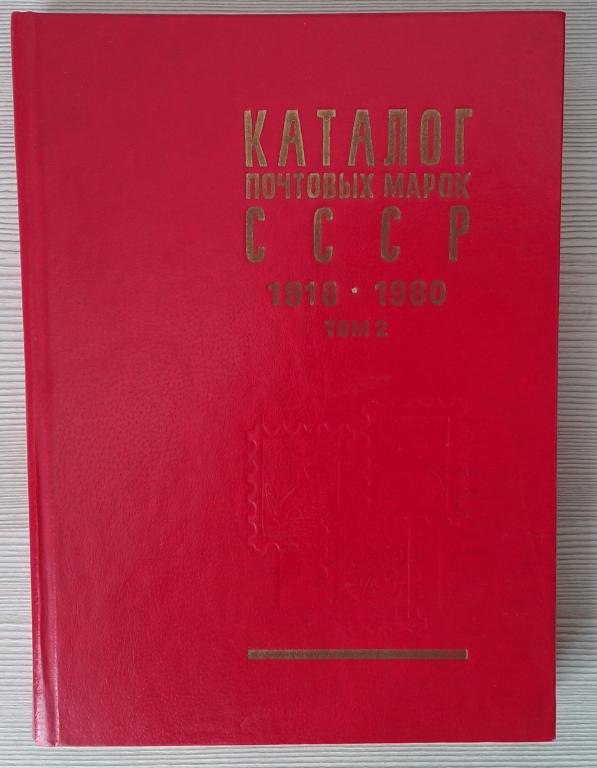 КАТАЛОГ
ПОЧТОВЫХ МАРОК
СССР
1918 · 1980
ТОМ 2